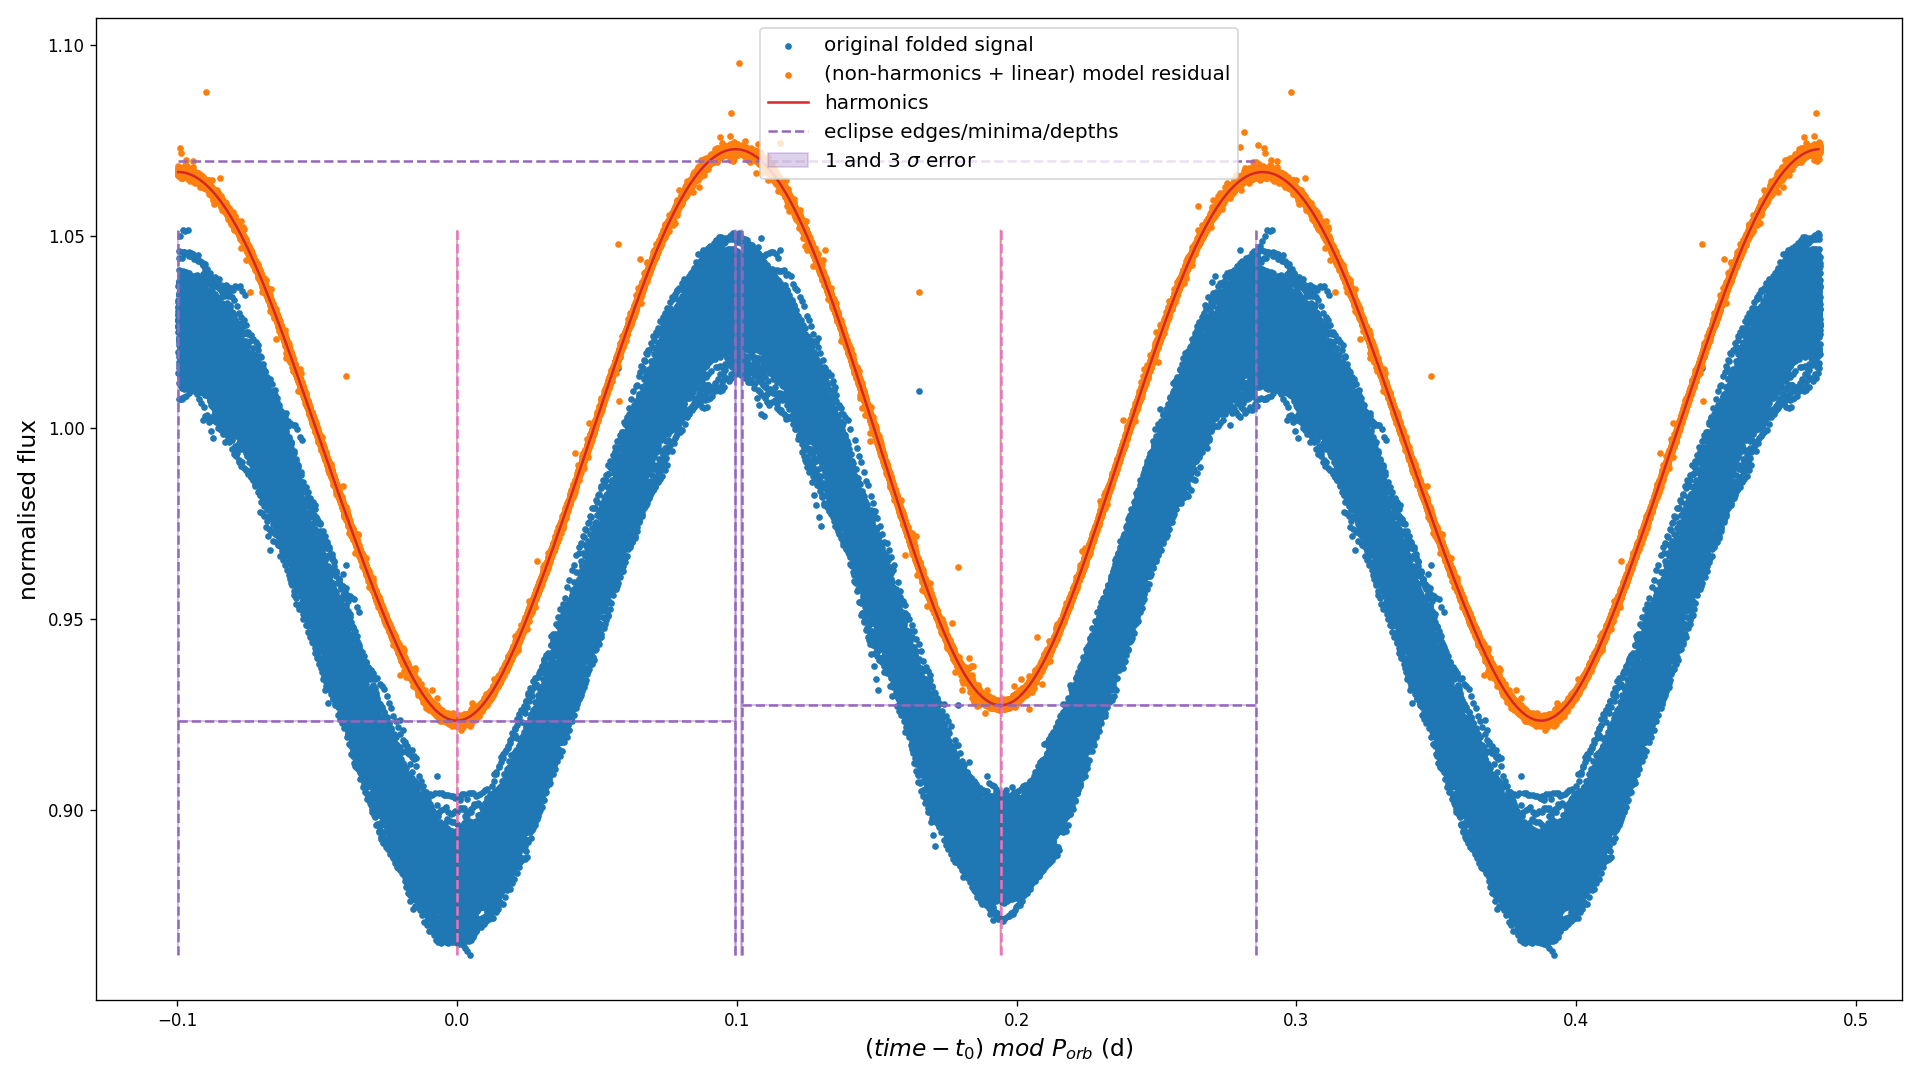 original folded signal
(non-harmonics + linear) model residual
harmonics
eclipse edges/minima/depths
1 and 3 σ error
normalised flux
1.10
1.05
1.00
0.95
0.90
−0.1
0.0
0.1
0.2
0.3
0.4
0.5
(time − t₀) mod P_orb (d)